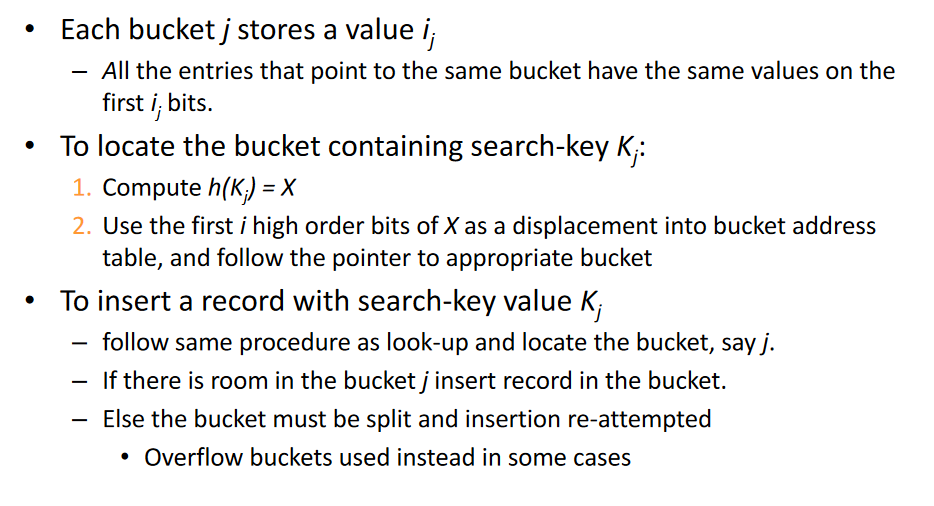 • Each bucket j stores a value iⱼ
– All the entries that point to the same bucket have the same values on the
first iⱼ bits.
• To locate the bucket containing search-key Kⱼ:
1. Compute h(Kⱼ) = X
2. Use the first i high order bits of X as a displacement into bucket address
table, and follow the pointer to appropriate bucket
• To insert a record with search-key value Kⱼ
– follow same procedure as look-up and locate the bucket, say j.
– If there is room in the bucket j insert record in the bucket.
– Else the bucket must be split and insertion re-attempted
• Overflow buckets used instead in some cases